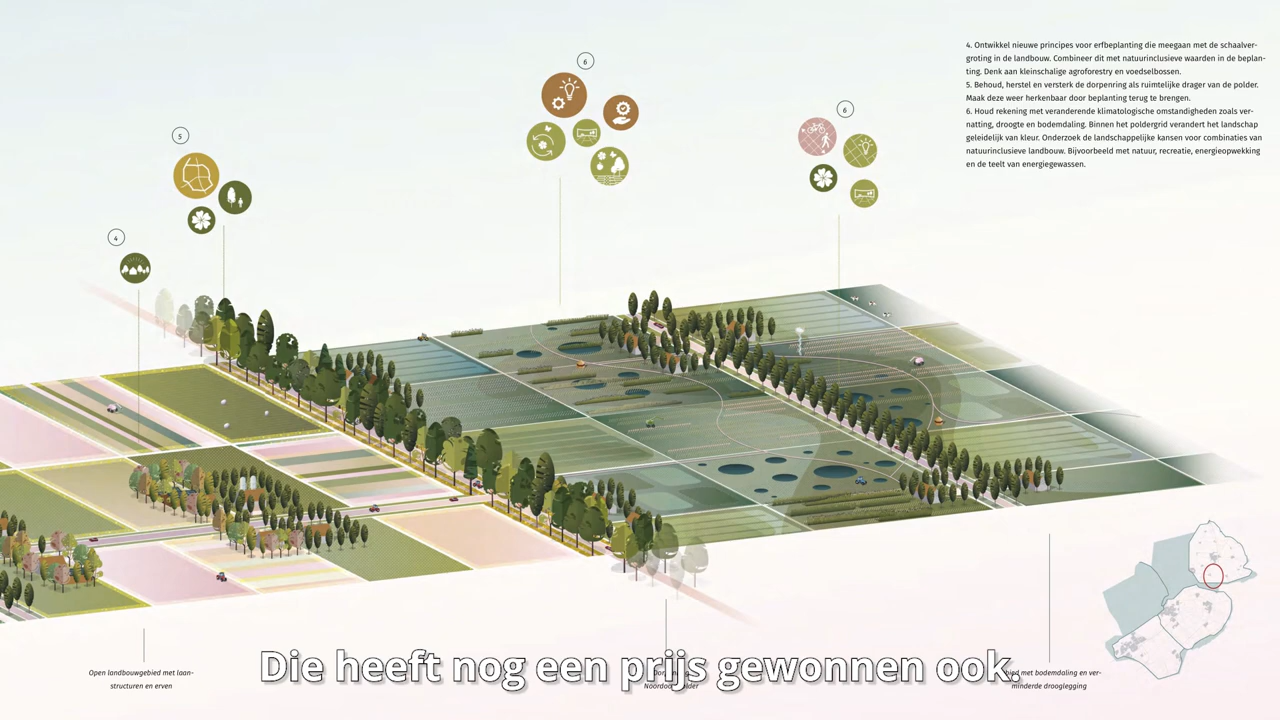 4. Ontwikkel nieuwe principes voor erfbeplanting die meegaan met de schaalver-
groting in de landbouw. Combineer dit met natuurinclusieve waarden in de beplan-
ting. Denk aan kleinschalige agroforestry en voedselbossen.
5. Behoud, herstel en versterk de dorpenring als ruimtelijke drager van de polder.
Maak deze weer herkenbaar door beplanting terug te brengen.
6. Houd rekening met veranderende klimatologische omstandigheden zoals ver-
natting, droogte en bodemdaling. Binnen het poldergrid verandert het landschap
geleidelijk van kleur. Onderzoek de landschappelijke kansen voor combinaties van
natuurinclusieve landbouw. Bijvoorbeeld met natuur, recreatie, energieopwekking
en de teelt van energiegewassen.
6
6
5
4
Open landbouwgebied met laan-
structuren en erven
met bodemdaling en ver-
minderde drooglegging
Die heeft nog een prijs gewonnen ook.